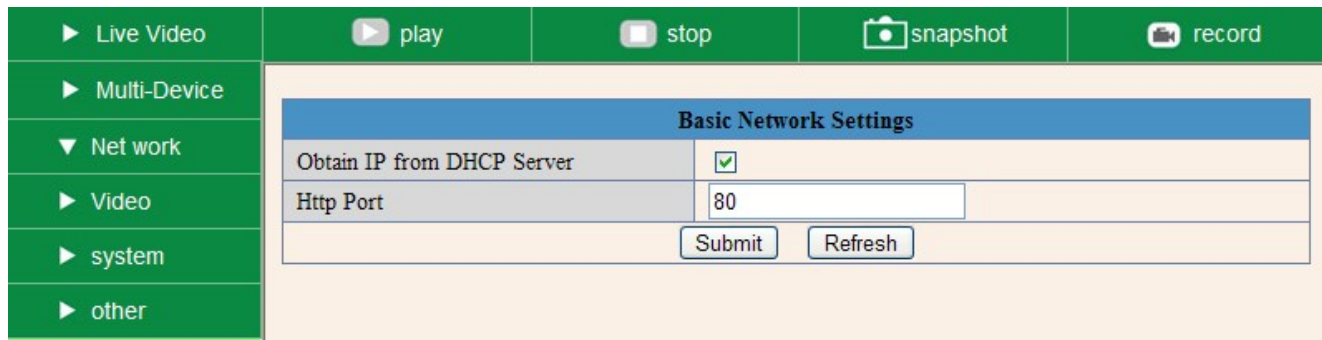 Live Video play stop snapshot record
Multi-Device
Basic Network Settings
Net work
Obtain IP from DHCP Server
Video
Http Port 80
Submit Refresh
system
other